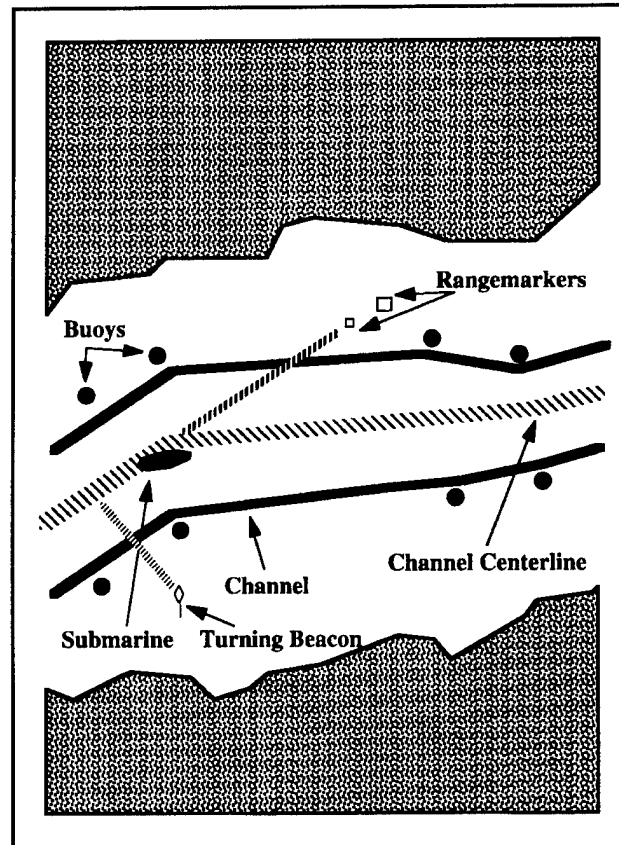 Rangemarkers
Buoys
Channel Centerline
Channel
Submarine
Turning Beacon